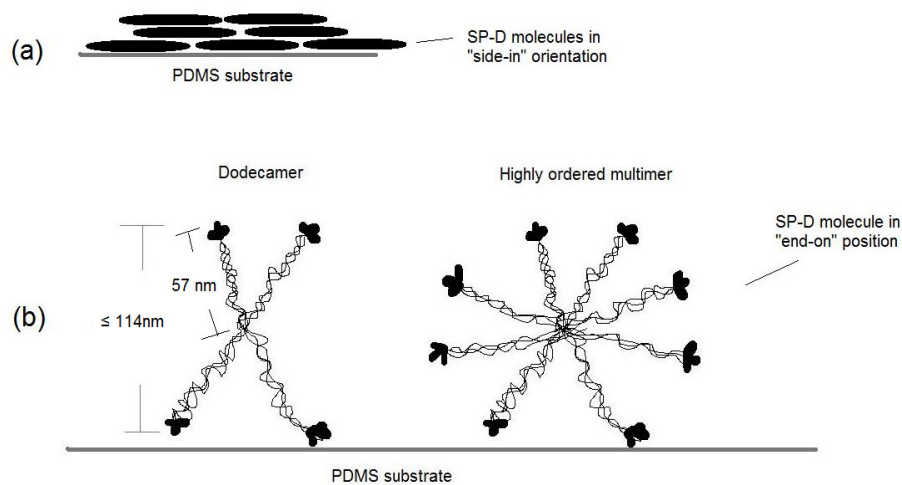 (a)
SP-D molecules in
"side-in" orientation
PDMS substrate
Dodecamer
Highly ordered multimer
SP-D molecule in
"end-on" position
57 nm
≤ 114nm
(b)
PDMS substrate